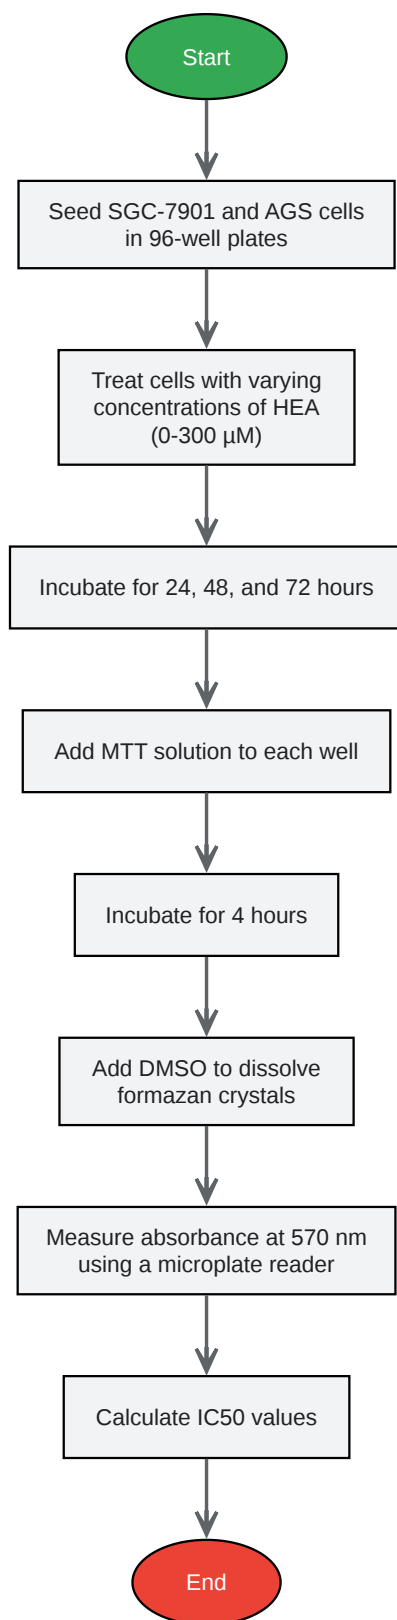 Start
Seed SGC-7901 and AGS cells
in 96-well plates
Treat cells with varying
concentrations of HEA
(0-300 µM)
Incubate for 24, 48, and 72 hours
Add MTT solution to each well
Incubate for 4 hours
Add DMSO to dissolve
formazan crystals
Measure absorbance at 570 nm
using a microplate reader
Calculate IC50 values
End